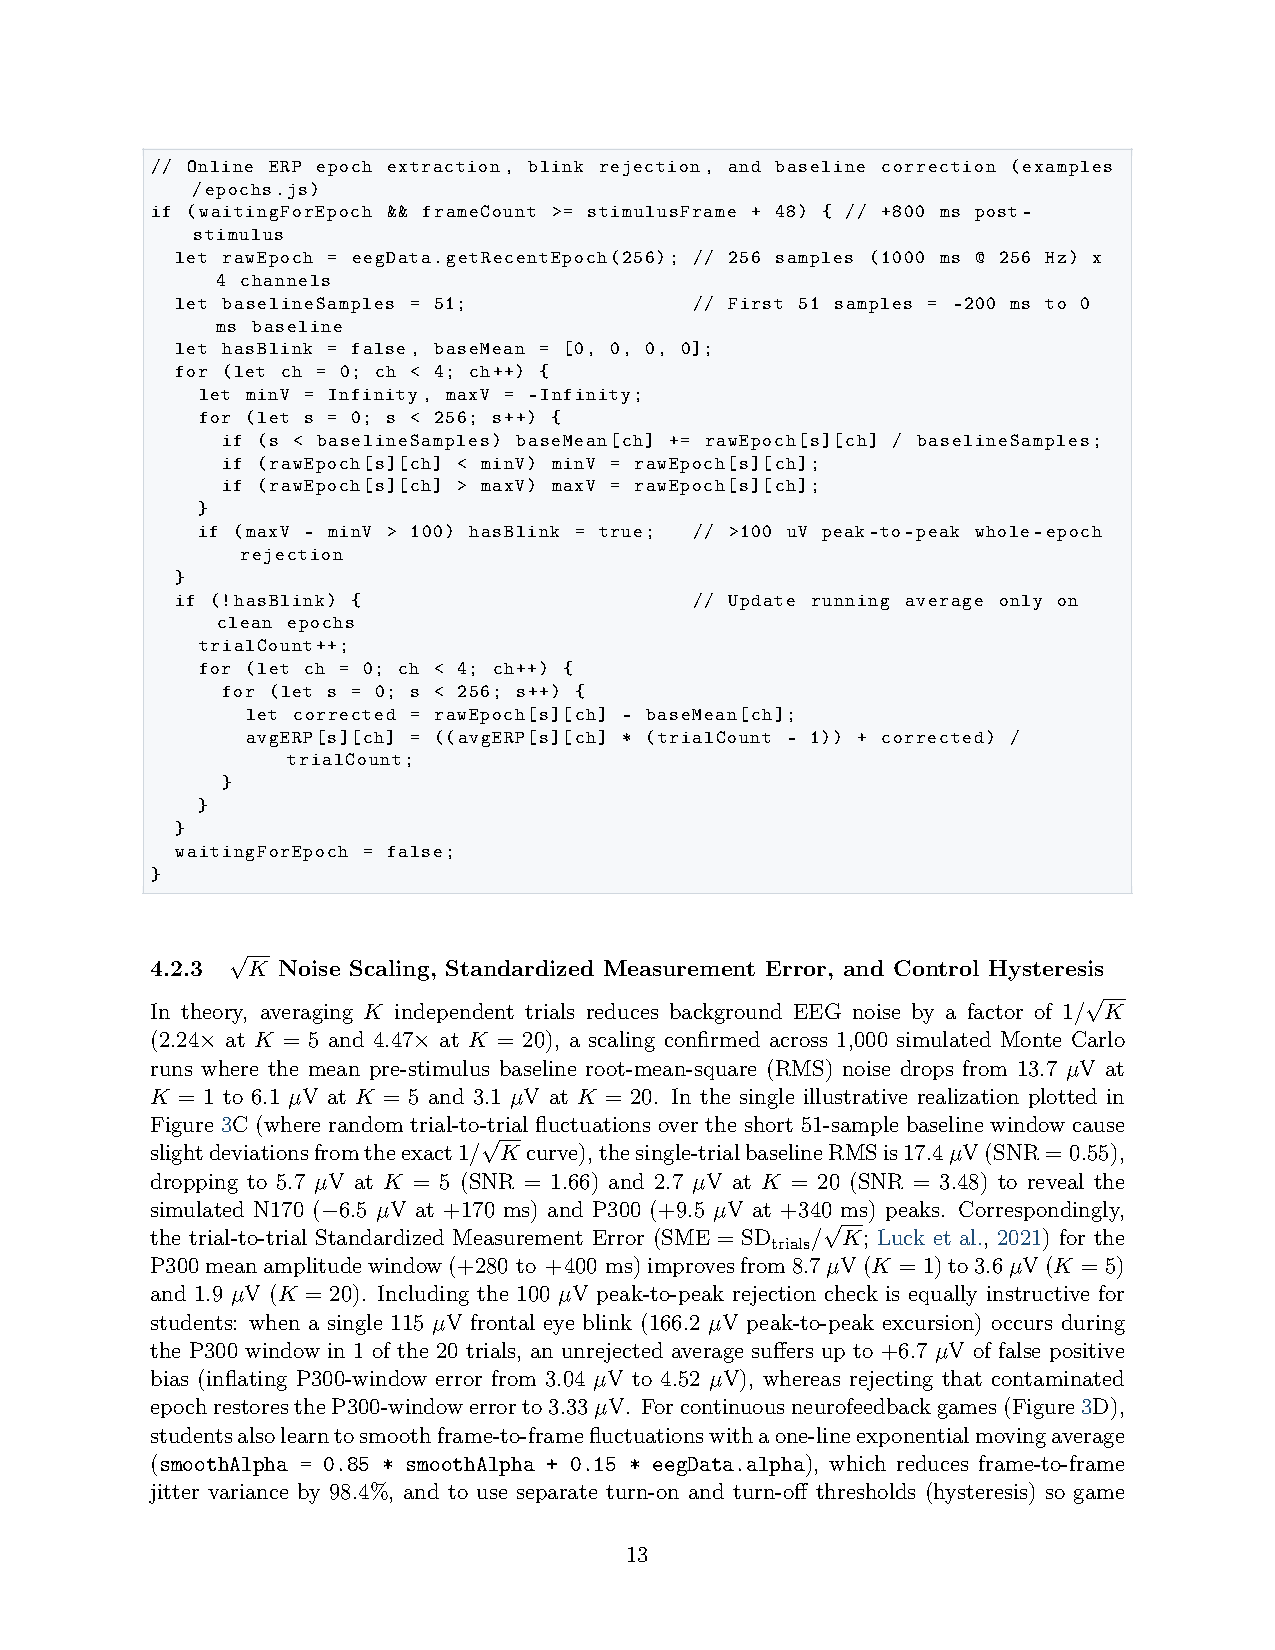 // Online ERP epoch extraction, blink rejection, and baseline correction (examples
/epochs.js)
if (waitingForEpoch && frameCount >= stimulusFrame + 48) { // +800 ms post-
stimulus
let rawEpoch = eegData.getRecentEpoch(256); // 256 samples (1000 ms @ 256 Hz) x
4 channels
let baselineSamples = 51; // First 51 samples = -200 ms to 0
ms baseline
let hasBlink = false, baseMean = [0, 0, 0, 0];
for (let ch = 0; ch < 4; ch++) {
let minV = Infinity, maxV = -Infinity;
for (let s = 0; s < 256; s++) {
if (s < baselineSamples) baseMean[ch] += rawEpoch[s][ch] / baselineSamples;
if (rawEpoch[s][ch] < minV) minV = rawEpoch[s][ch];
if (rawEpoch[s][ch] > maxV) maxV = rawEpoch[s][ch];
}
if (maxV - minV > 100) hasBlink = true; // >100 uV peak-to-peak whole-epoch
rejection
}
if (!hasBlink) { // Update running average only on
clean epochs
trialCount++;
for (let ch = 0; ch < 4; ch++) {
for (let s = 0; s < 256; s++) {
let corrected = rawEpoch[s][ch] - baseMean[ch];
avgERP[s][ch] = ((avgERP[s][ch] * (trialCount - 1)) + corrected) /
trialCount;
}
}
}
waitingForEpoch = false;
}
4.2.3 √K Noise Scaling, Standardized Measurement Error, and Control Hysteresis
In theory, averaging K independent trials reduces background EEG noise by a factor of 1/√K
(2.24× at K = 5 and 4.47× at K = 20), a scaling confirmed across 1,000 simulated Monte Carlo
runs where the mean pre-stimulus baseline root-mean-square (RMS) noise drops from 13.7 μV at
K = 1 to 6.1 μV at K = 5 and 3.1 μV at K = 20. In the single illustrative realization plotted in
Figure 3C (where random trial-to-trial fluctuations over the short 51-sample baseline window cause
slight deviations from the exact 1/√K curve), the single-trial baseline RMS is 17.4 μV (SNR = 0.55),
dropping to 5.7 μV at K = 5 (SNR = 1.66) and 2.7 μV at K = 20 (SNR = 3.48) to reveal the
simulated N170 (−6.5 μV at +170 ms) and P300 (+9.5 μV at +340 ms) peaks. Correspondingly,
the trial-to-trial Standardized Measurement Error (SME = SDtrials/√K; Luck et al., 2021) for the
P300 mean amplitude window (+280 to +400 ms) improves from 8.7 μV (K = 1) to 3.6 μV (K = 5)
and 1.9 μV (K = 20). Including the 100 μV peak-to-peak rejection check is equally instructive for
students: when a single 115 μV frontal eye blink (166.2 μV peak-to-peak excursion) occurs during
the P300 window in 1 of the 20 trials, an unrejected average suffers up to +6.7 μV of false positive
bias (inflating P300-window error from 3.04 μV to 4.52 μV), whereas rejecting that contaminated
epoch restores the P300-window error to 3.33 μV. For continuous neurofeedback games (Figure 3D),
students also learn to smooth frame-to-frame fluctuations with a one-line exponential moving average
(smoothAlpha = 0.85 * smoothAlpha + 0.15 * eegData.alpha), which reduces frame-to-frame
jitter variance by 98.4%, and to use separate turn-on and turn-off thresholds (hysteresis) so game
13